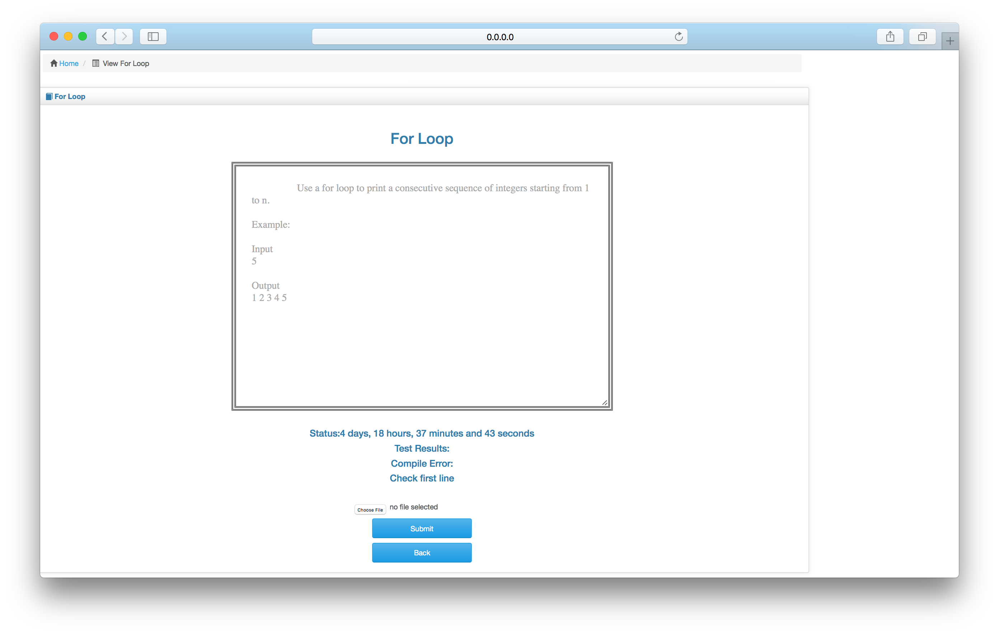 0.0.0.0
Home / View For Loop
For Loop
For Loop
Use a for loop to print a consecutive sequence of integers starting from 1
to n.
Example:
Input
5
Output
1 2 3 4 5
Status:4 days, 18 hours, 37 minutes and 43 seconds
Test Results:
Compile Error:
Check first line
Choose File no file selected
Submit
Back